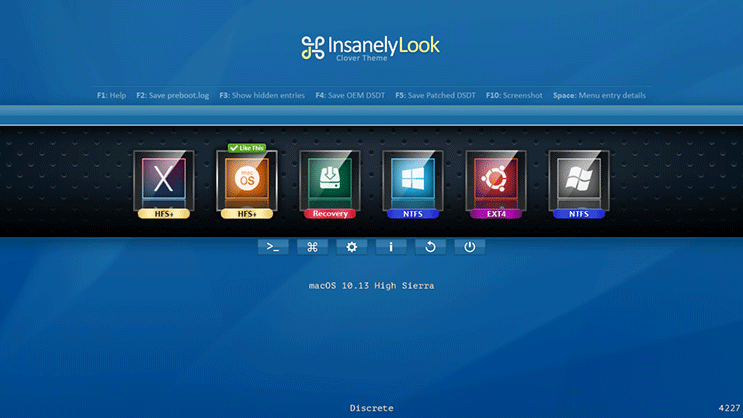 InsanelyLook
Clover Theme
F1: Help F2: Save preboot.log F3: Show hidden entries F4: Save OEM DSDT F5: Save Patched DSDT F10: Screenshot Space: Menu entry details
Like This
X macOS
HFS+ HFS+ Recovery NTFS EXT4 NTFS
>_ ⌘ i
macOS 10.13 High Sierra
Discrete 4227